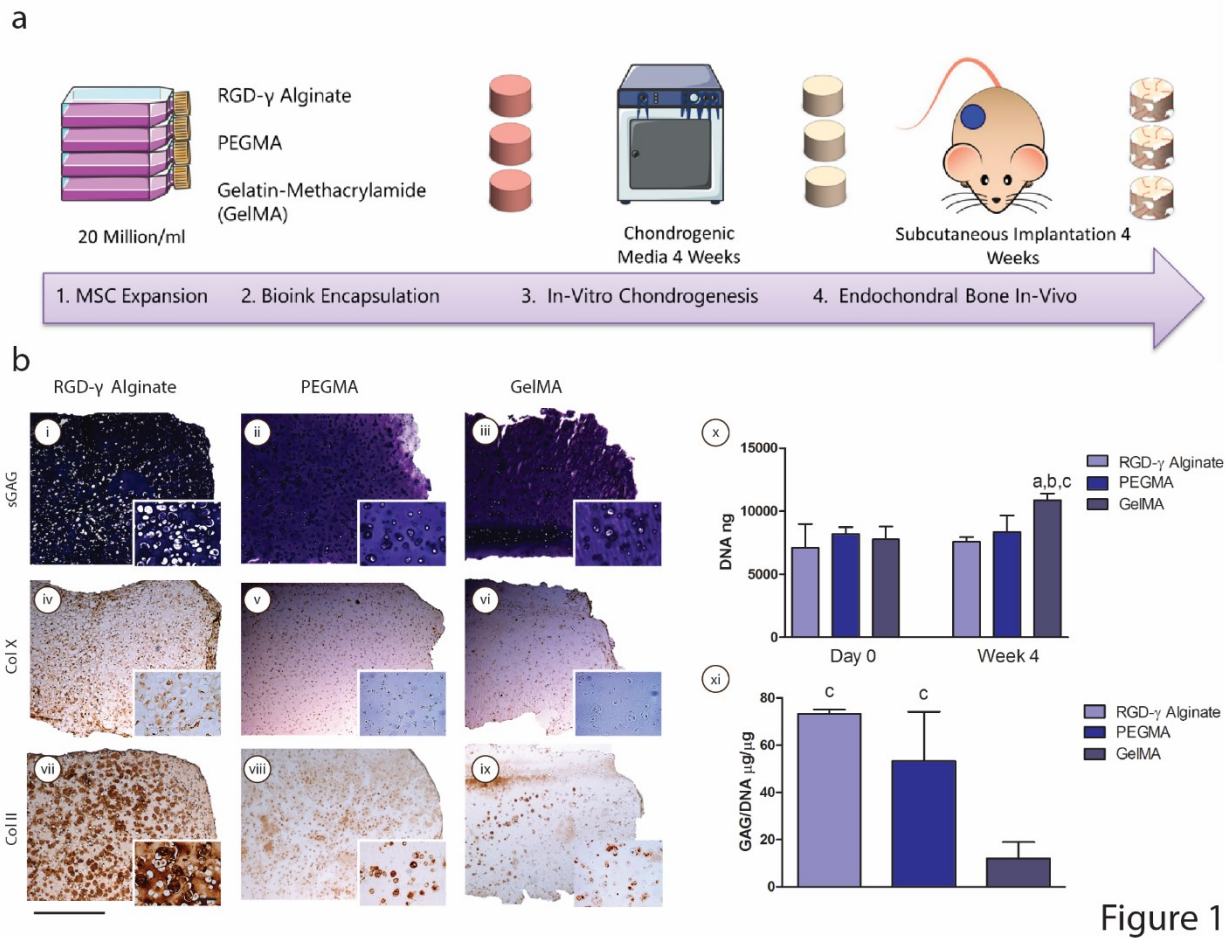 a
RGD-γ Alginate
PEGMA
Gelatin-Methacrylamide
(GelMA)
20 Million/ml
Chondrogenic
Media 4 Weeks
Subcutaneous Implantation 4
Weeks
1. MSC Expansion
2. Bioink Encapsulation
3. In-Vitro Chondrogenesis
4. Endochondral Bone In-Vivo
b
RGD-γ Alginate
PEGMA
GelMA
sGAG
i
ii
iii
Col X
iv
v
vi
Col II
vii
viii
ix
x
DNA ng
15000
10000
5000
0
a,b,c
Day 0
Week 4
RGD-γ Alginate
PEGMA
GelMA
xi
GAG/DNA µg/µg
80
60
40
20
0
c
c
RGD-γ Alginate
PEGMA
GelMA
Figure 1